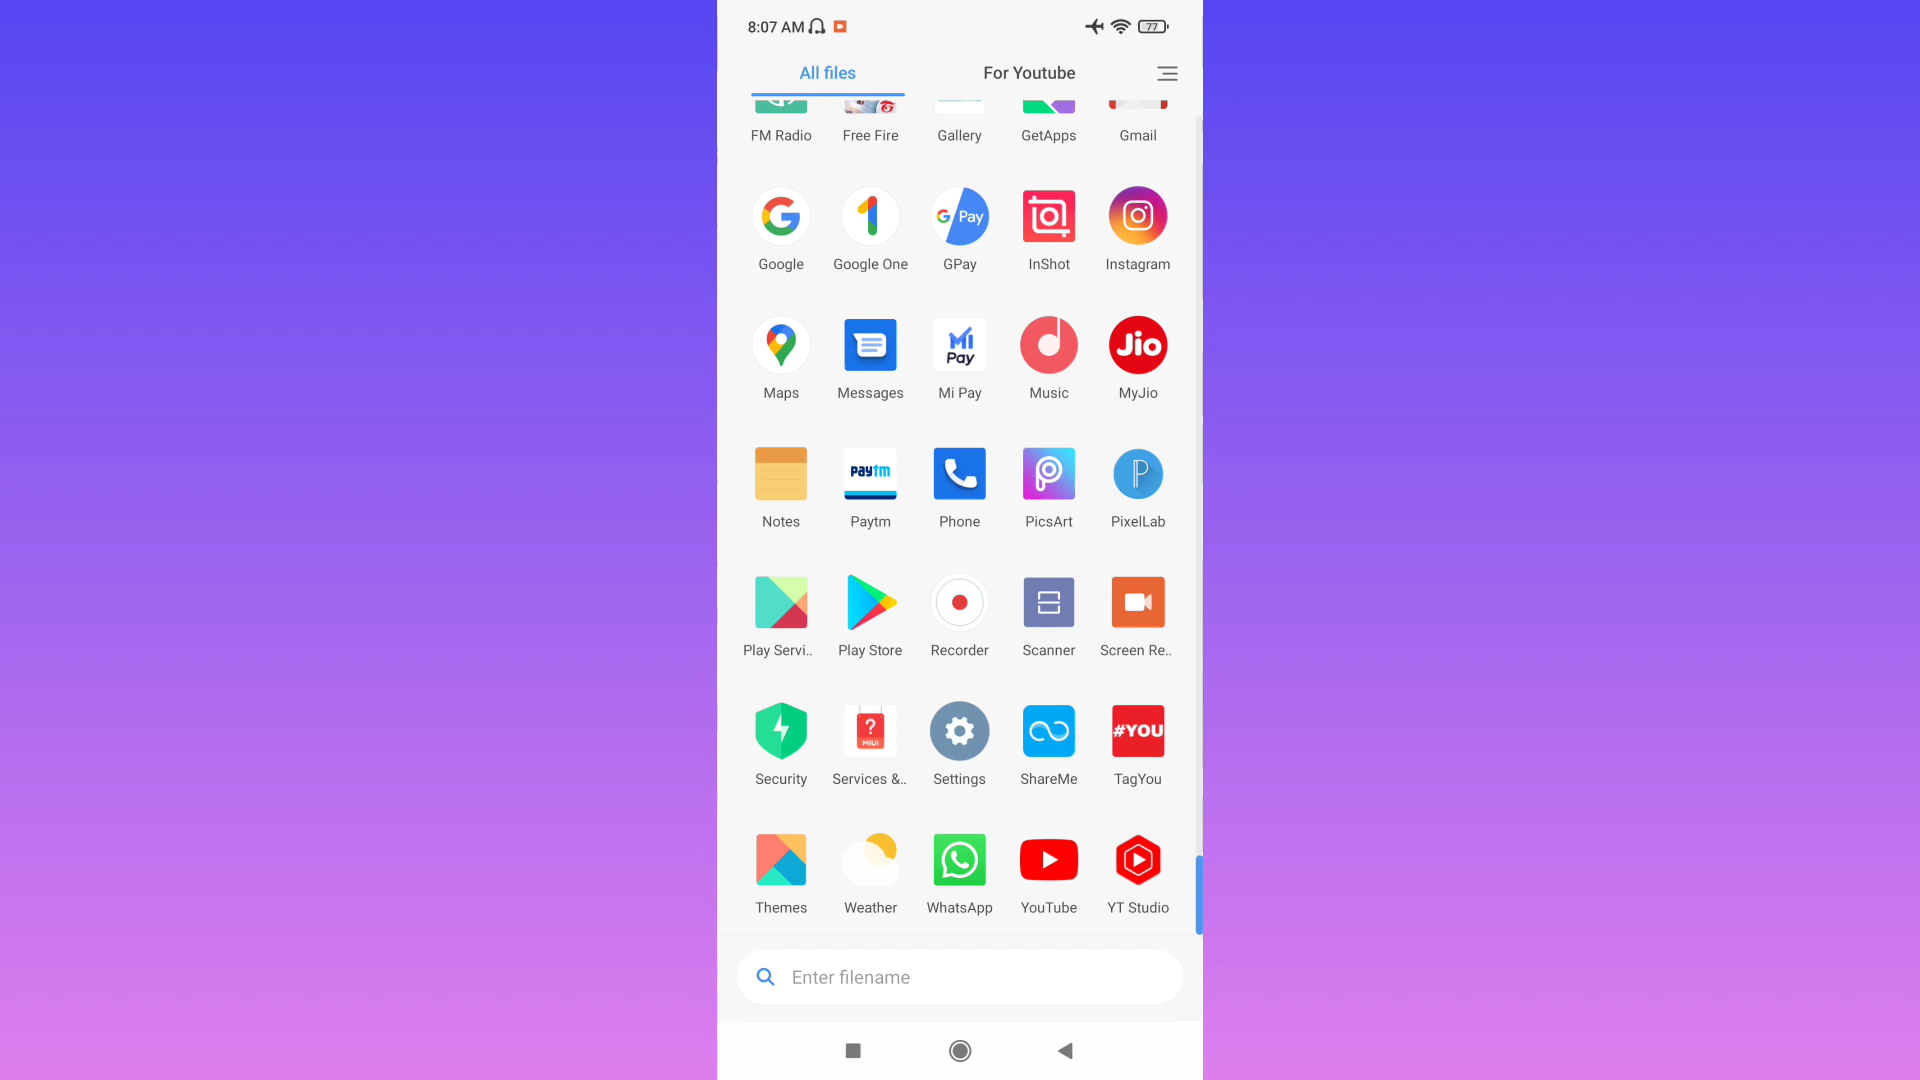 8:07 AM 77
All files For Youtube
FM Radio Free Fire Gallery GetApps Gmail
G Pay
Google Google One GPay InShot Instagram
MI Pay Jio
Maps Messages Mi Pay Music MyJio
Paytm P
Notes Paytm Phone PicsArt PixelLab
Play Servi.. Play Store Recorder Scanner Screen Re..
? MIUI #YOU
Security Services &.. Settings ShareMe TagYou
Themes Weather WhatsApp YouTube YT Studio
Enter filename